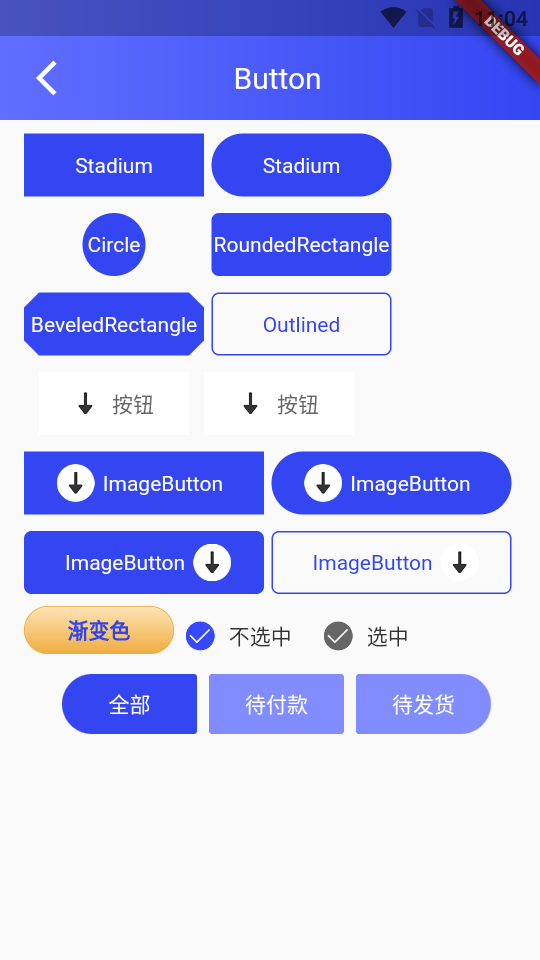 11:04
DEBUG
Button
Stadium Stadium
Circle RoundedRectangle
BeveledRectangle Outlined
按钮 按钮
ImageButton ImageButton
ImageButton ImageButton
渐变色 不选中 选中
全部 待付款 待发货